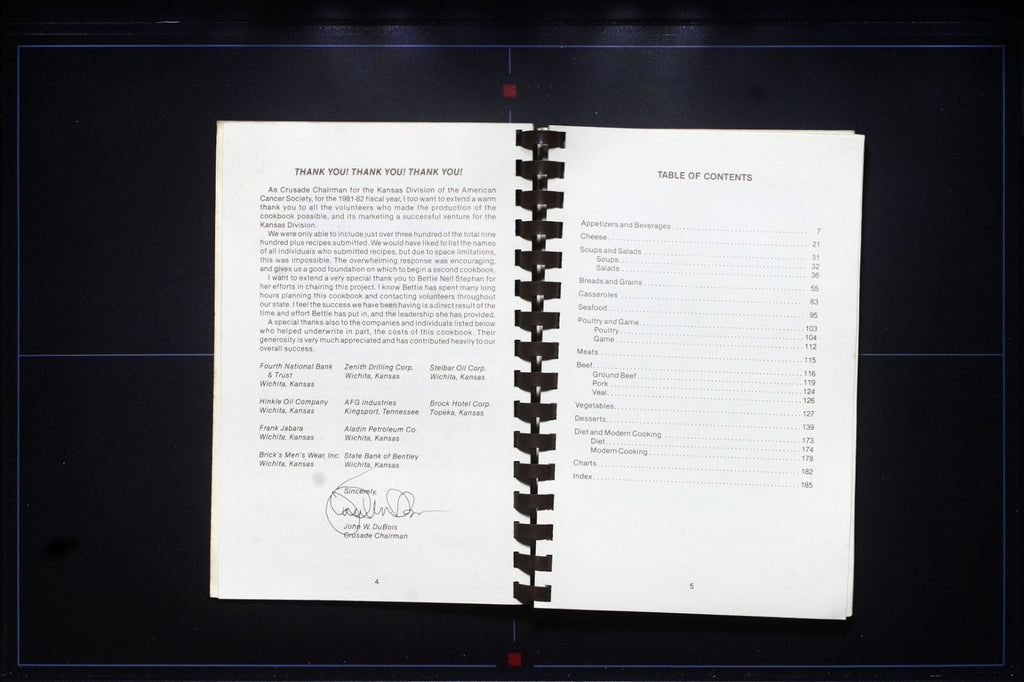 THANK YOU! THANK YOU! THANK YOU!
As Crusade Chairman for the Kansas Division of the American
Cancer Society, for the 1981-82 fiscal year, I too want to extend a warm
thank you to all the volunteers who made the production of the
cookbook possible, and its marketing a successful venture for the
Kansas Division.
We were only able to include just over three hundred of the total nine
hundred plus recipes submitted. We would have liked to list the names
of all individuals who submitted recipes, but due to space limitations,
this was impossible. The overwhelming response was encouraging,
and gives us a good foundation on which to begin a second cookbook.
I want to extend a very special thank you to Bettie Nell Stephan for
her efforts in chairing this project. I know Bettie has spent many long
hours planning this cookbook and contacting volunteers throughout
our state. I feel the success we have been having is a direct result of the
time and effort Bettie has put in, and the leadership she has provided.
A special thanks also to the companies and individuals listed below
who helped underwrite in part, the costs of this cookbook. Their
generosity is very much appreciated and has contributed heavily to our
overall success.
Fourth National Bank Zenith Drilling Corp. Stelbar Oil Corp.
& Trust Wichita, Kansas Wichita, Kansas
Wichita, Kansas
Hinkle Oil Company AFG Industries Brock Hotel Corp.
Wichita, Kansas Kingsport, Tennessee Topeka, Kansas
Frank Jabara Aladin Petroleum Co.
Wichita, Kansas Wichita, Kansas
Brick's Men's Wear, Inc. State Bank of Bentley
Wichita, Kansas Wichita, Kansas
Sincerely,
John W. DuBois
Crusade Chairman
4
TABLE OF CONTENTS
Appetizers and Beverages 7
Cheese 21
Soups and Salads 31
Soups 32
Salads 36
Breads and Grains 55
Casseroles 83
Seafood 95
Poultry and Game 103
Poultry 104
Game 112
Meats 115
Beef 116
Ground Beef 119
Pork 124
Veal 126
Vegetables 127
Desserts 139
Diet and Modern Cooking 173
Diet 174
Modern Cooking 178
Charts 182
Index 185
5